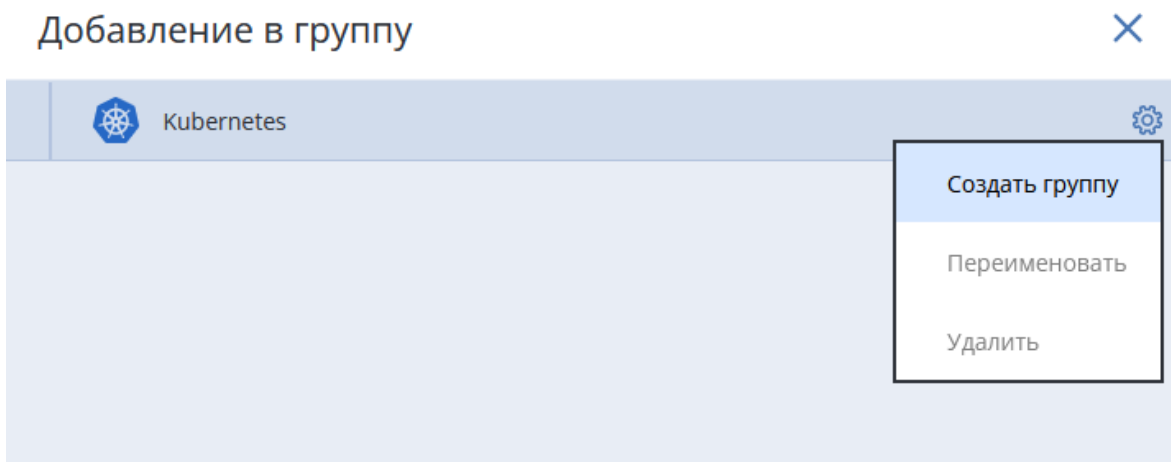 Добавление в группу
Kubernetes
Создать группу
Переименовать
Удалить